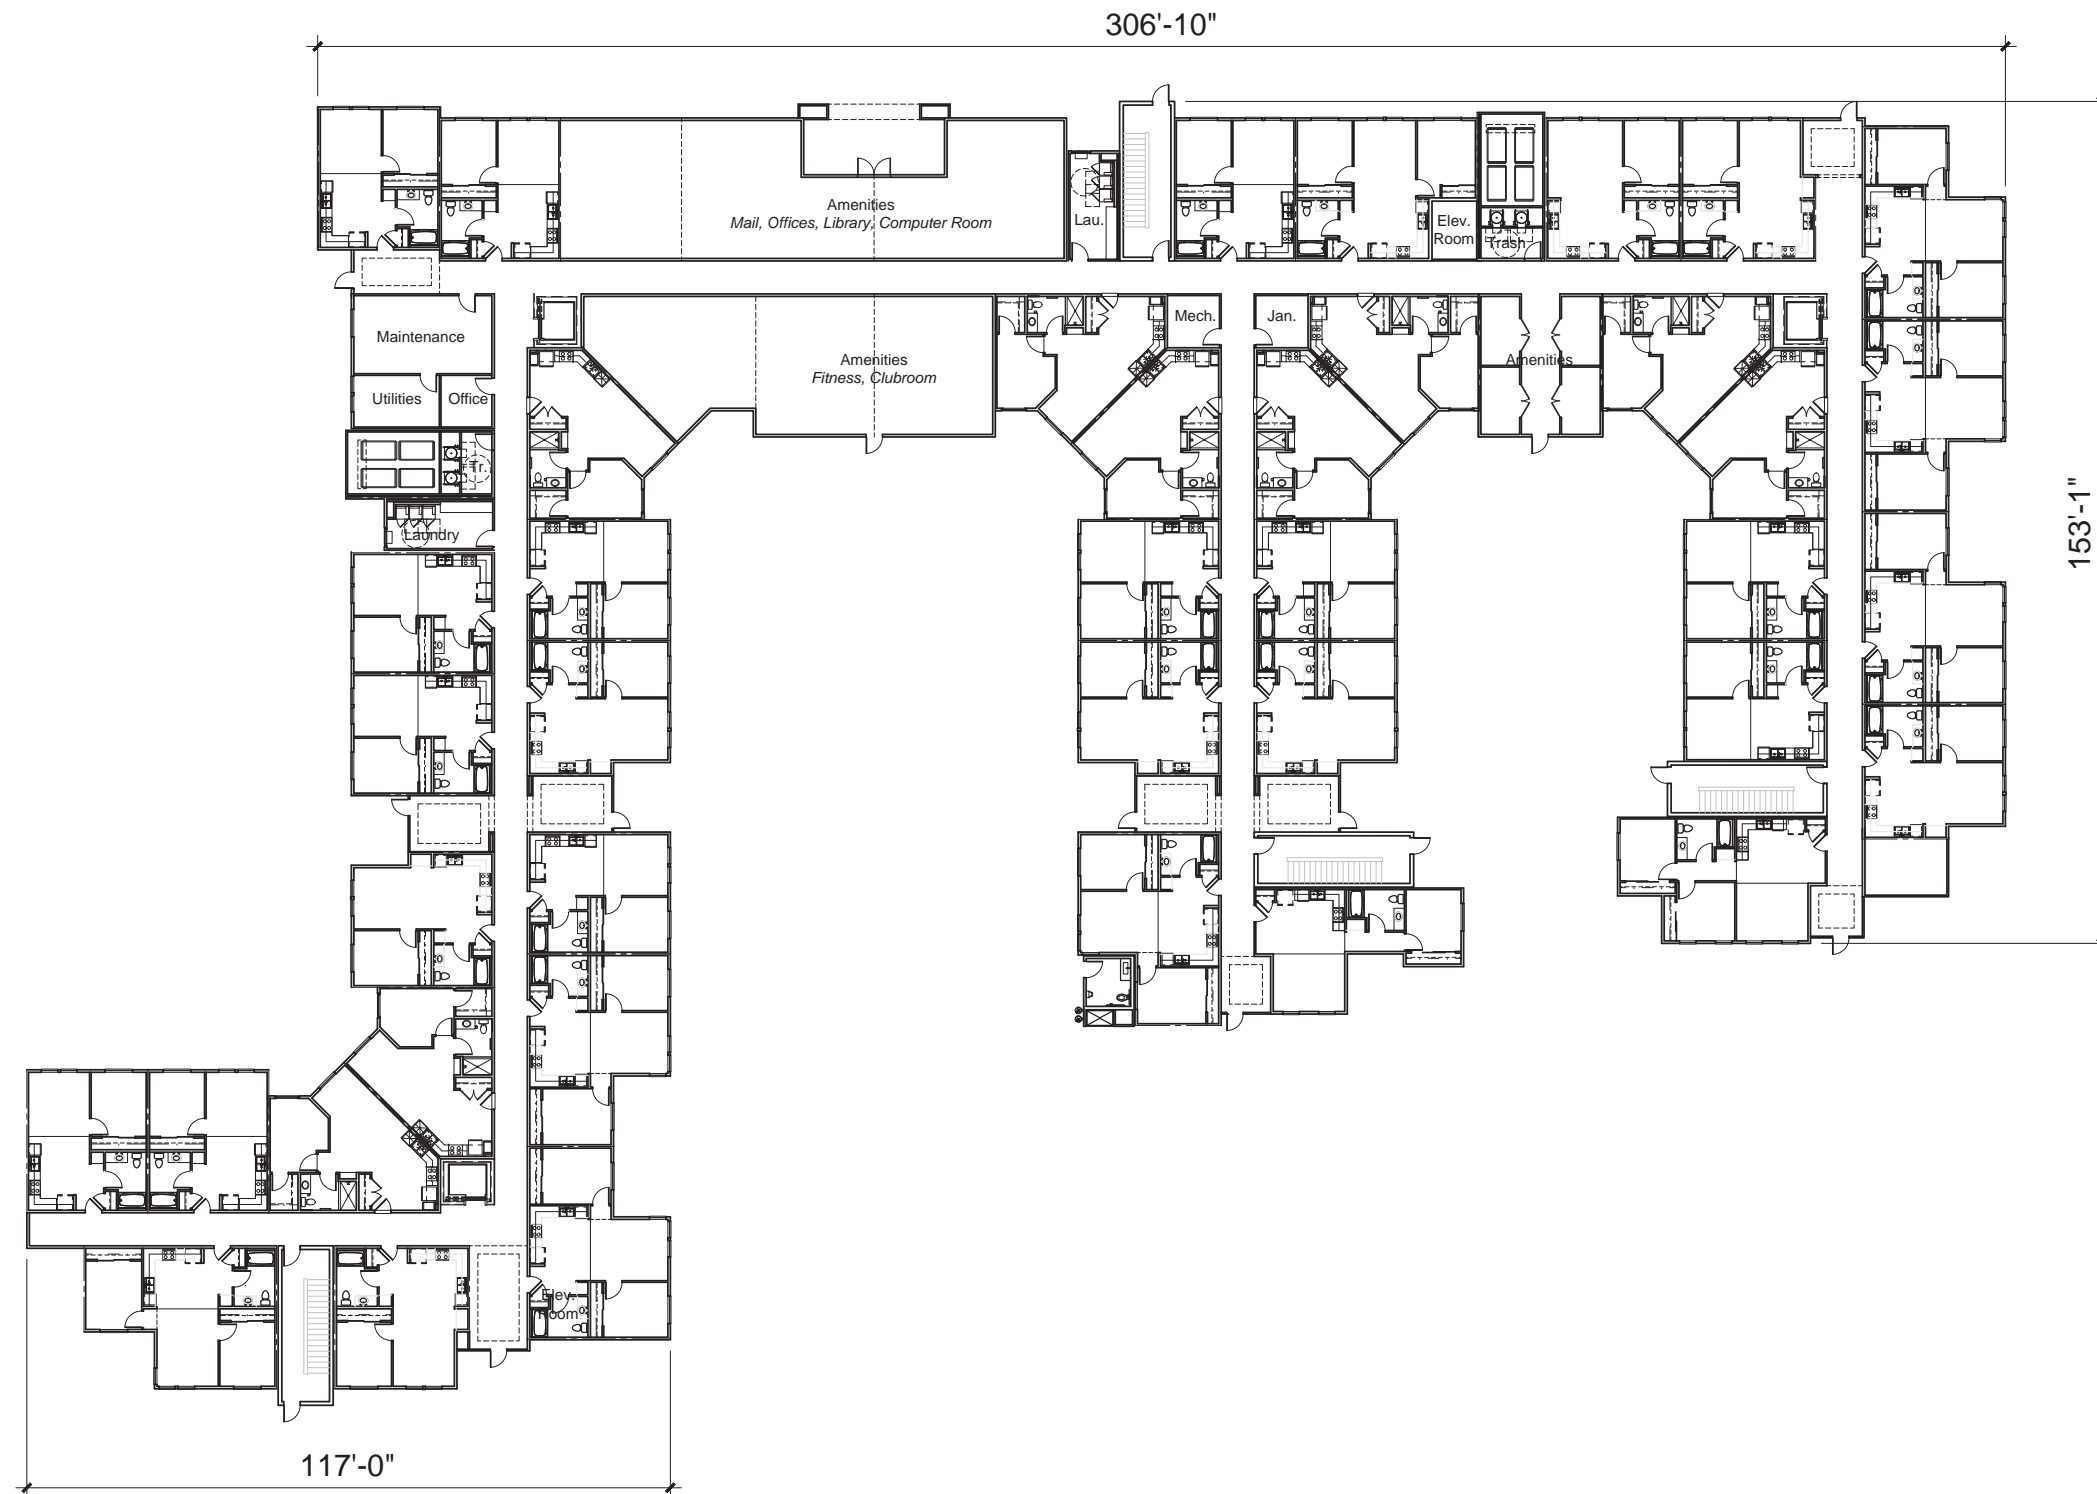 306'-10"
Amenities
Mail, Offices, Library, Computer Room
Lau.
Elev.
Room
Trash
Maintenance
Mech.
Jan.
Amenities
Fitness, Clubroom
Amenities
Utilities
Office
Tr.
Laundry
153'-1"
Elev.
Room
117'-0"